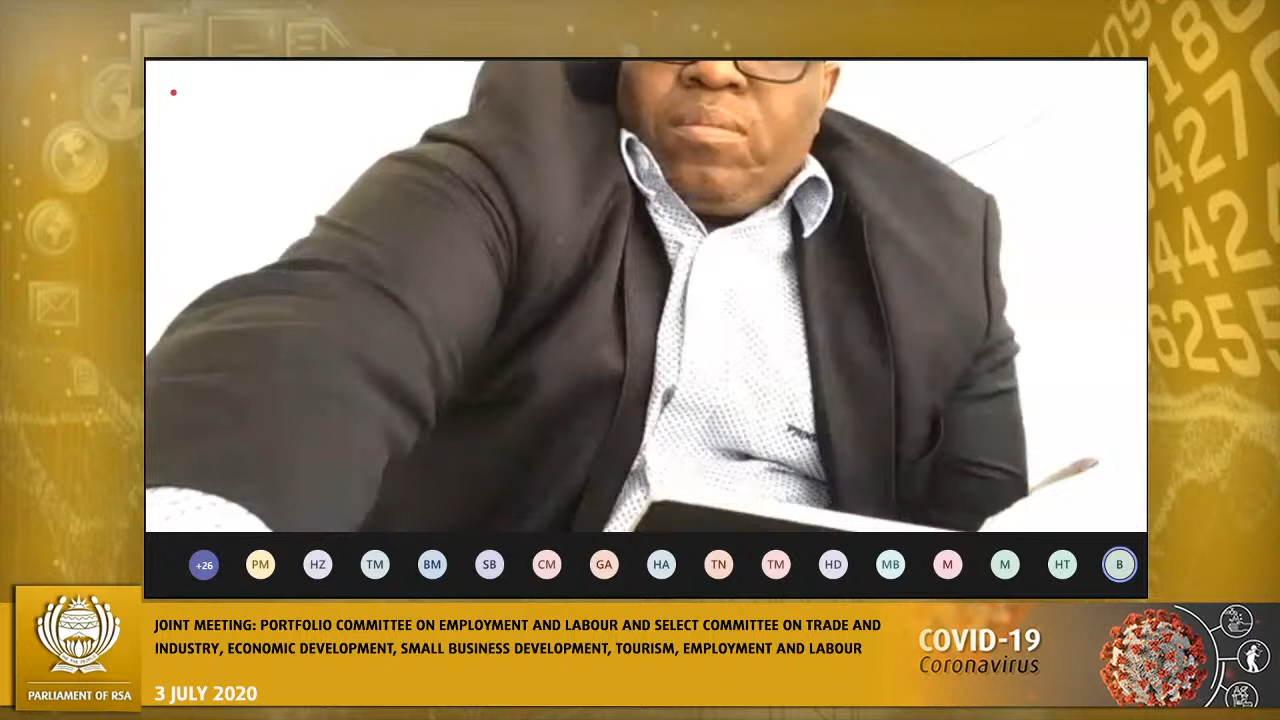 +26 PM HZ TM BM SB CM GA HA TN TM HD MB M M HT B
JOINT MEETING: PORTFOLIO COMMITTEE ON EMPLOYMENT AND LABOUR AND SELECT COMMITTEE ON TRADE AND
INDUSTRY, ECONOMIC DEVELOPMENT, SMALL BUSINESS DEVELOPMENT, TOURISM, EMPLOYMENT AND LABOUR
3 JULY 2020
PARLIAMENT OF RSA
COVID-19
Coronavirus